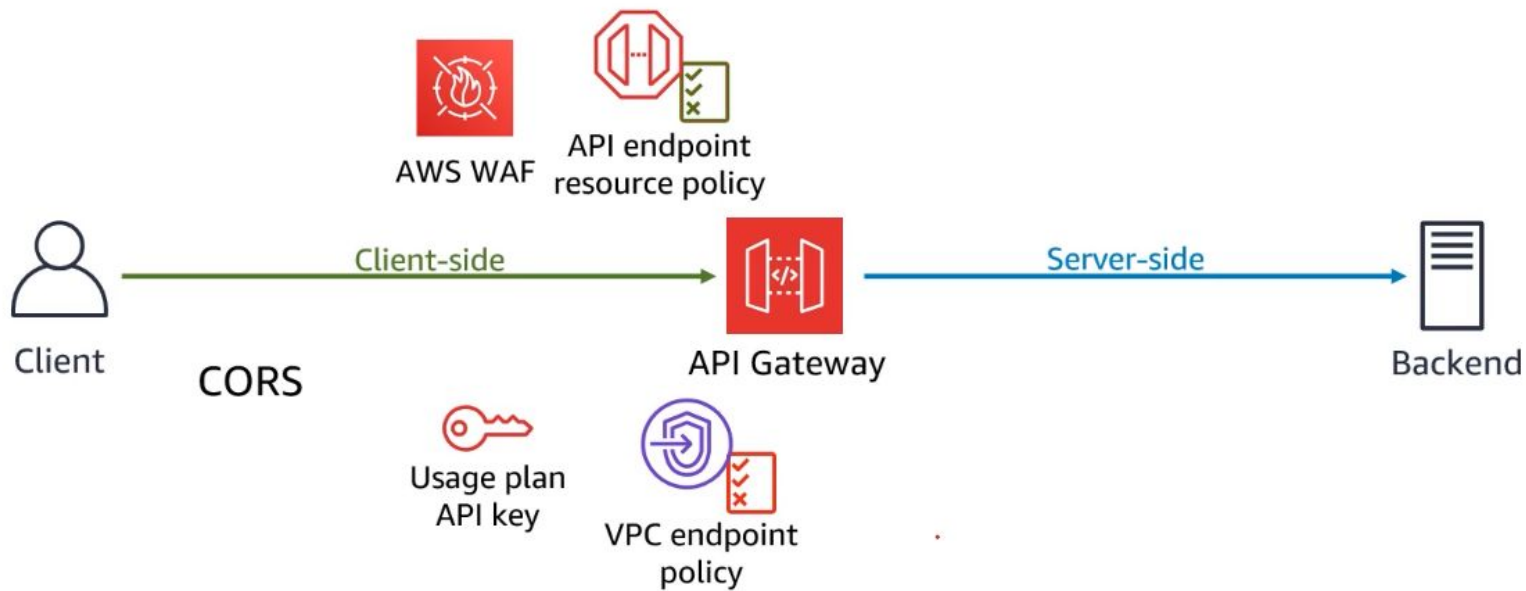 AWS WAF
API endpoint
resource policy
Client-side
</>
Server-side
Client
API Gateway
Backend
CORS
Usage plan
API key
VPC endpoint
policy